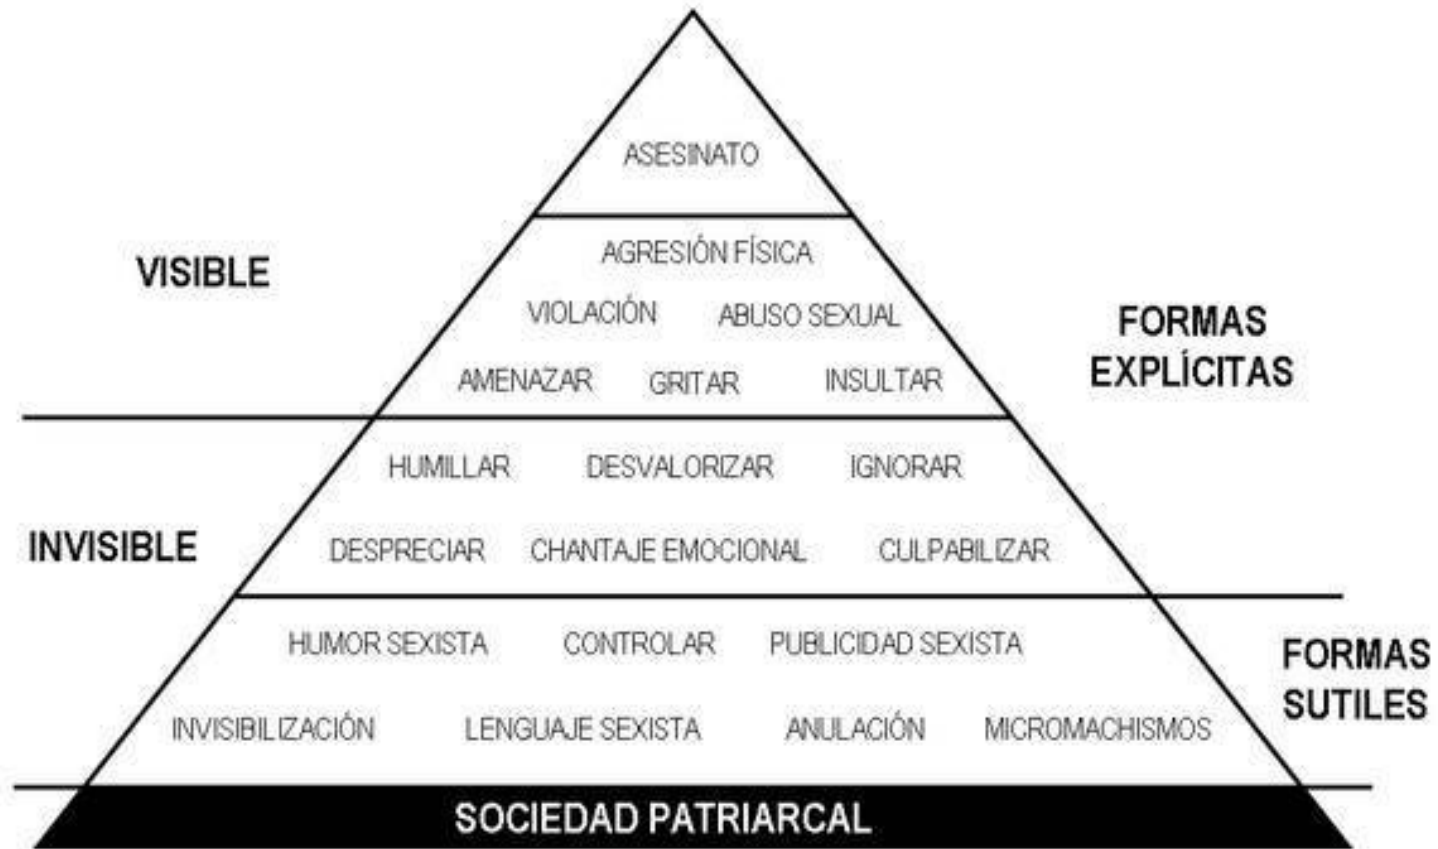 ASESINATO
VISIBLE
AGRESIÓN FÍSICA
VIOLACIÓN ABUSO SEXUAL
AMENAZAR GRITAR INSULTAR
FORMAS
EXPLÍCITAS
INVISIBLE
HUMILLAR DESVALORIZAR IGNORAR
DESPRECIAR CHANTAJE EMOCIONAL CULPABILIZAR
HUMOR SEXISTA CONTROLAR PUBLICIDAD SEXISTA
INVISIBILIZACIÓN LENGUAJE SEXISTA ANULACIÓN MICROMACHISMOS
FORMAS
SUTILES
SOCIEDAD PATRIARCAL